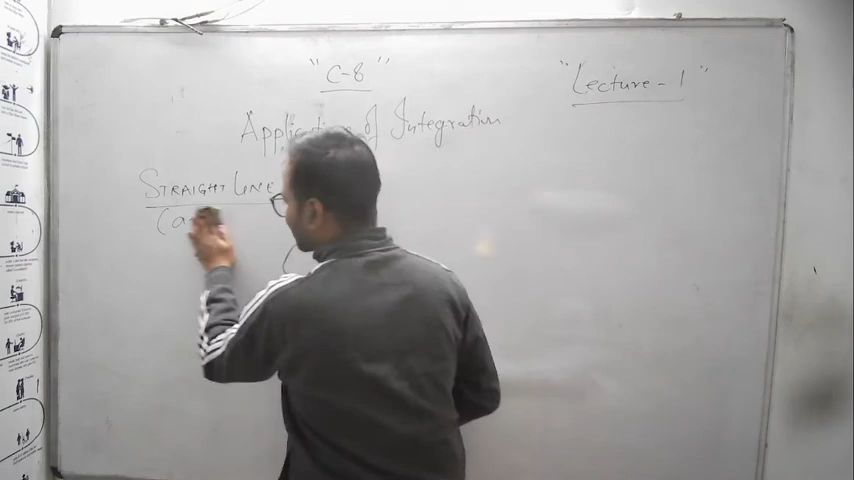 "C-8"
"Lecture-1"
Application of Integration
STRAIGHT LINE
(a